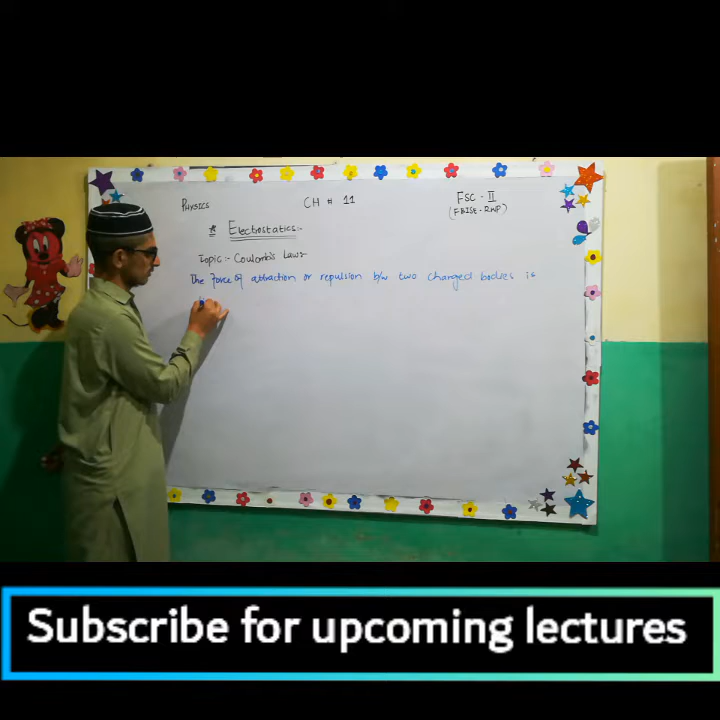 PHYSICS CH # 11 FSC - II
(FBISE - RWP)
* Electrostatics:-
Topic:- Coulomb's Law:-
The force of attraction or repulsion b/w two charged bodies is
Subscribe for upcoming lectures